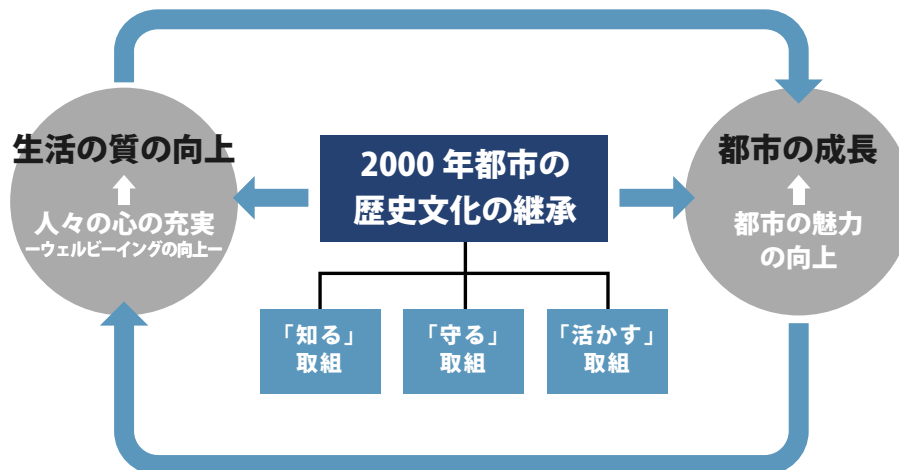 生活の質の向上
人々の心の充実
ーウェルビーイングの向上ー
2000年都市の
歴史文化の継承
都市の成長
都市の魅力
の向上
「知る」
取組
「守る」
取組
「活かす」
取組